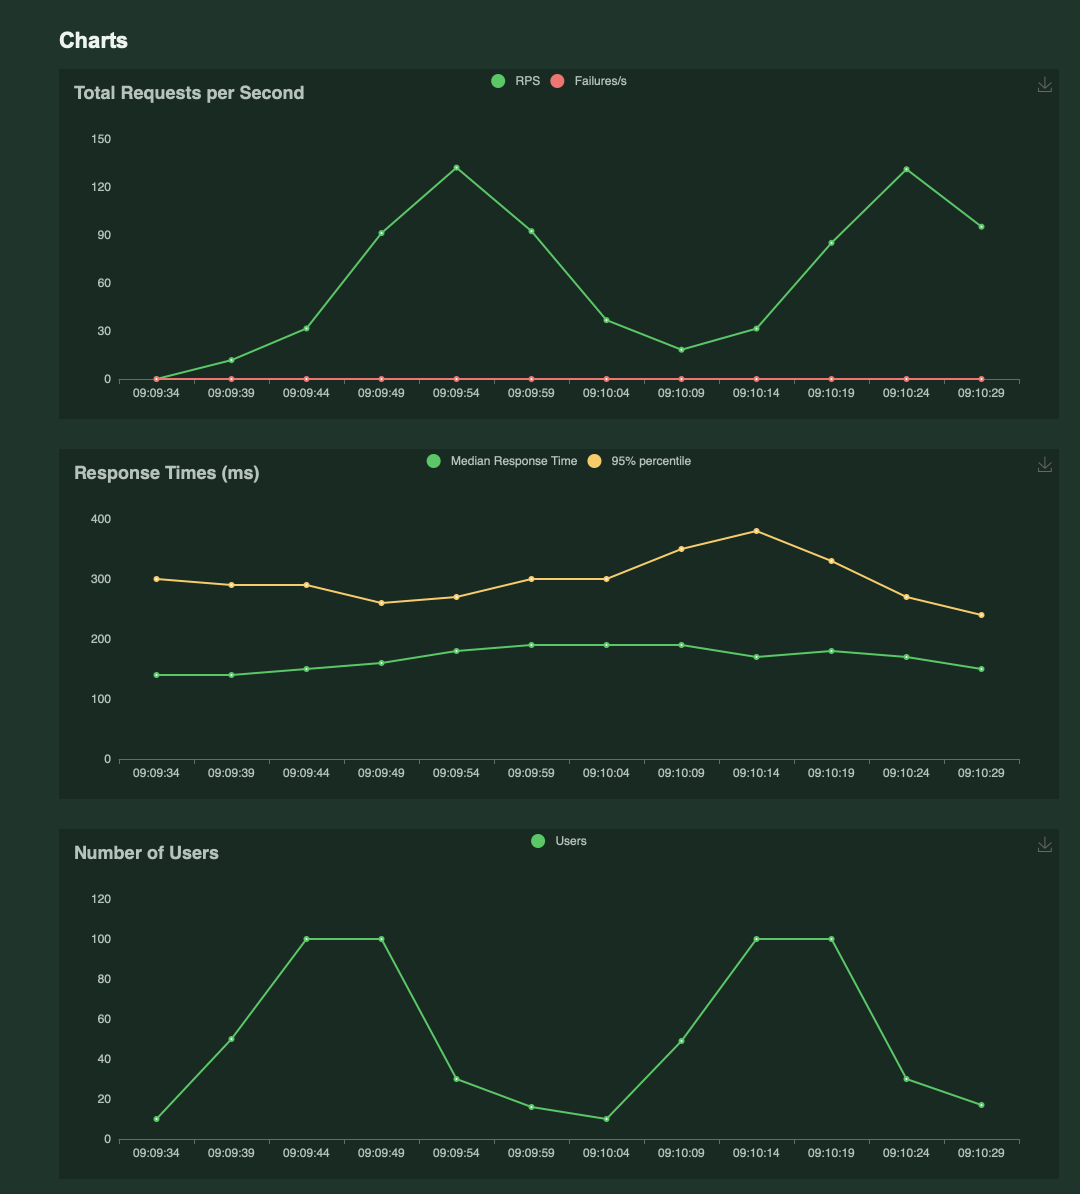 Charts
RPS Failures/s
Total Requests per Second
150
120
90
60
30
0
09:09:34 09:09:39 09:09:44 09:09:49 09:09:54 09:09:59 09:10:04 09:10:09 09:10:14 09:10:19 09:10:24 09:10:29
Median Response Time 95% percentile
Response Times (ms)
400
300
200
100
0
09:09:34 09:09:39 09:09:44 09:09:49 09:09:54 09:09:59 09:10:04 09:10:09 09:10:14 09:10:19 09:10:24 09:10:29
Users
Number of Users
120
100
80
60
40
20
0
09:09:34 09:09:39 09:09:44 09:09:49 09:09:54 09:09:59 09:10:04 09:10:09 09:10:14 09:10:19 09:10:24 09:10:29